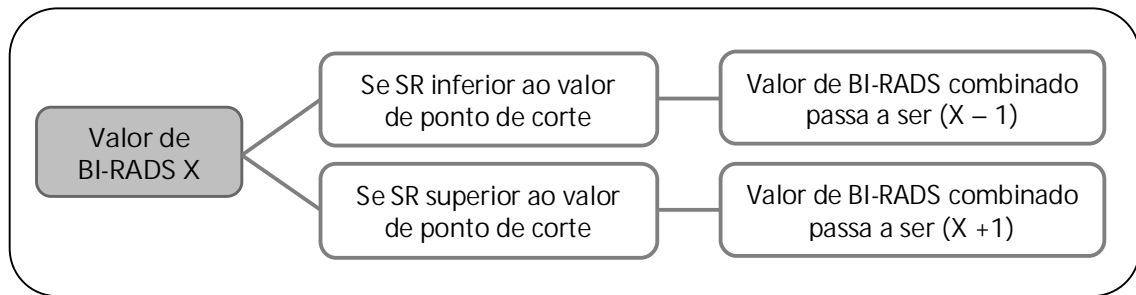 Valor de
BI-RADS X
Se SR inferior ao valor
de ponto de corte
Valor de BI-RADS combinado
passa a ser (X – 1)
Se SR superior ao valor
de ponto de corte
Valor de BI-RADS combinado
passa a ser (X +1)